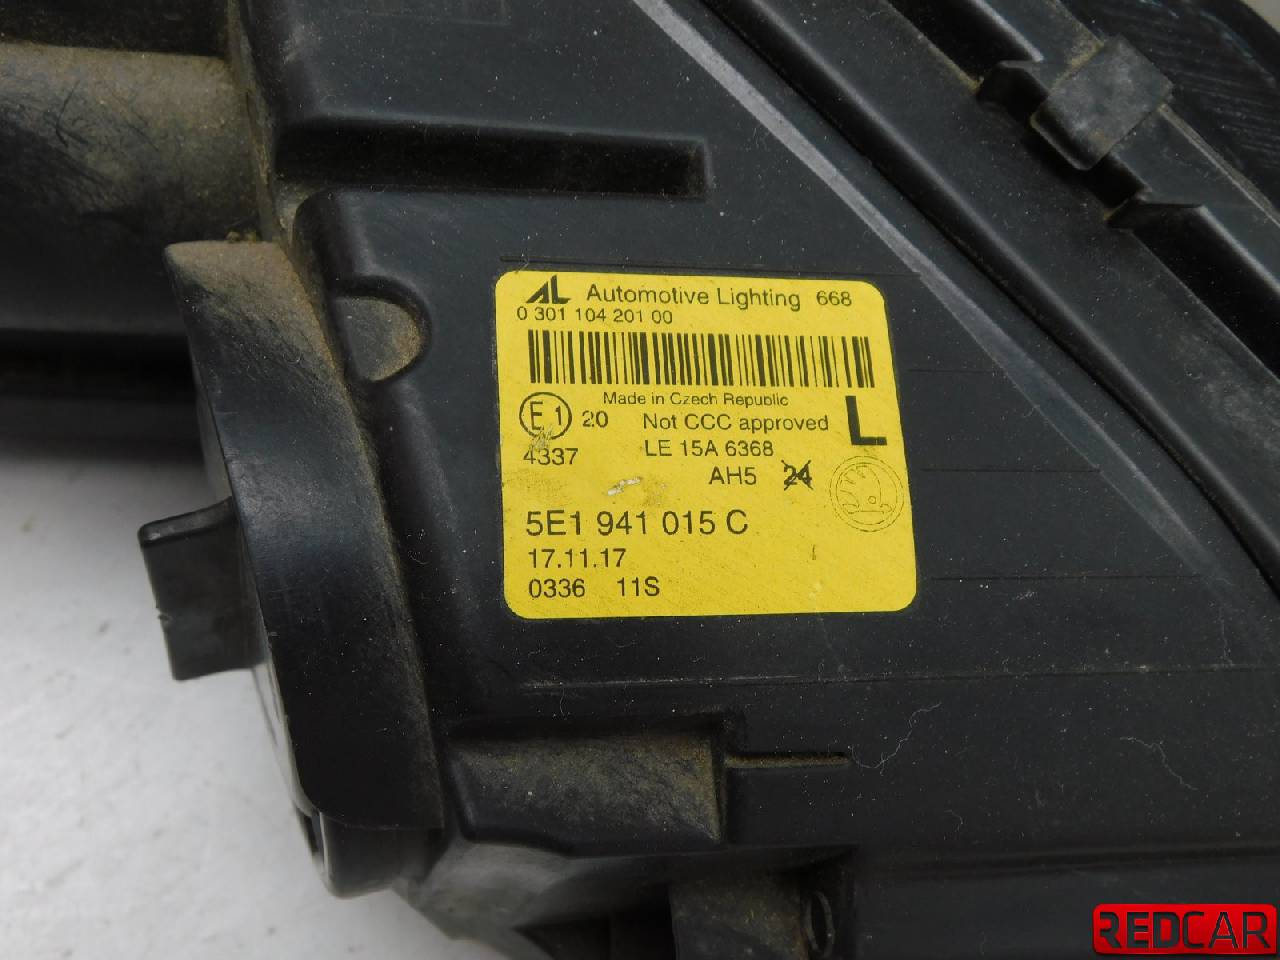 AL Automotive Lighting 668
0 301 104 201 00
Made in Czech Republic
E1 20 Not CCC approved L
4337 LE 15A 6368
AH5 24
5E1 941 015 C
17.11.17
0336 11S
REDCAR